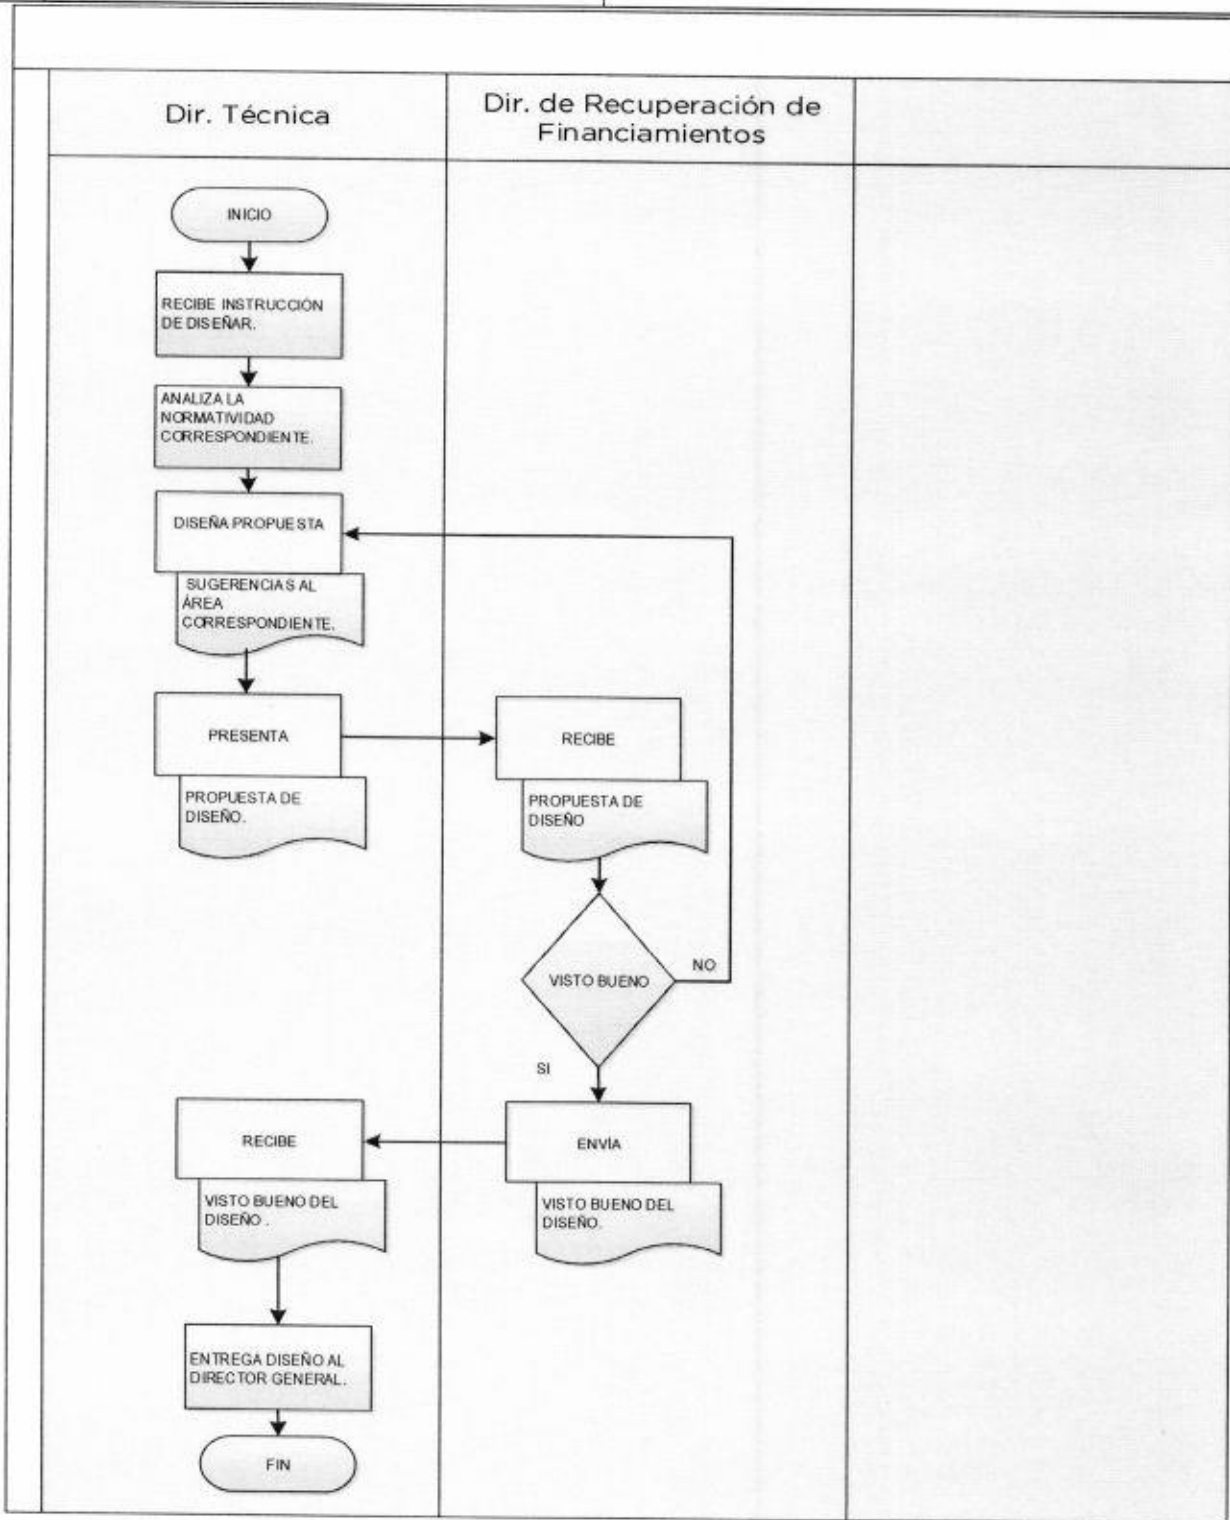 Dir. Técnica
Dir. de Recuperación de
Financiamientos
INICIO
RECIBE INSTRUCCIÓN
DE DISEÑAR.
ANALIZA LA
NORMATIVIDAD
CORRESPONDIENTE.
DISEÑA PROPUESTA
SUGERENCIAS AL
ÁREA
CORRESPONDIENTE.
PRESENTA
PROPUESTA DE
DISEÑO.
RECIBE
PROPUESTA DE
DISEÑO
VISTO BUENO
NO
SI
ENVÍA
VISTO BUENO DEL
DISEÑO.
RECIBE
VISTO BUENO DEL
DISEÑO .
ENTREGA DISEÑO AL
DIRECTOR GENERAL.
FIN